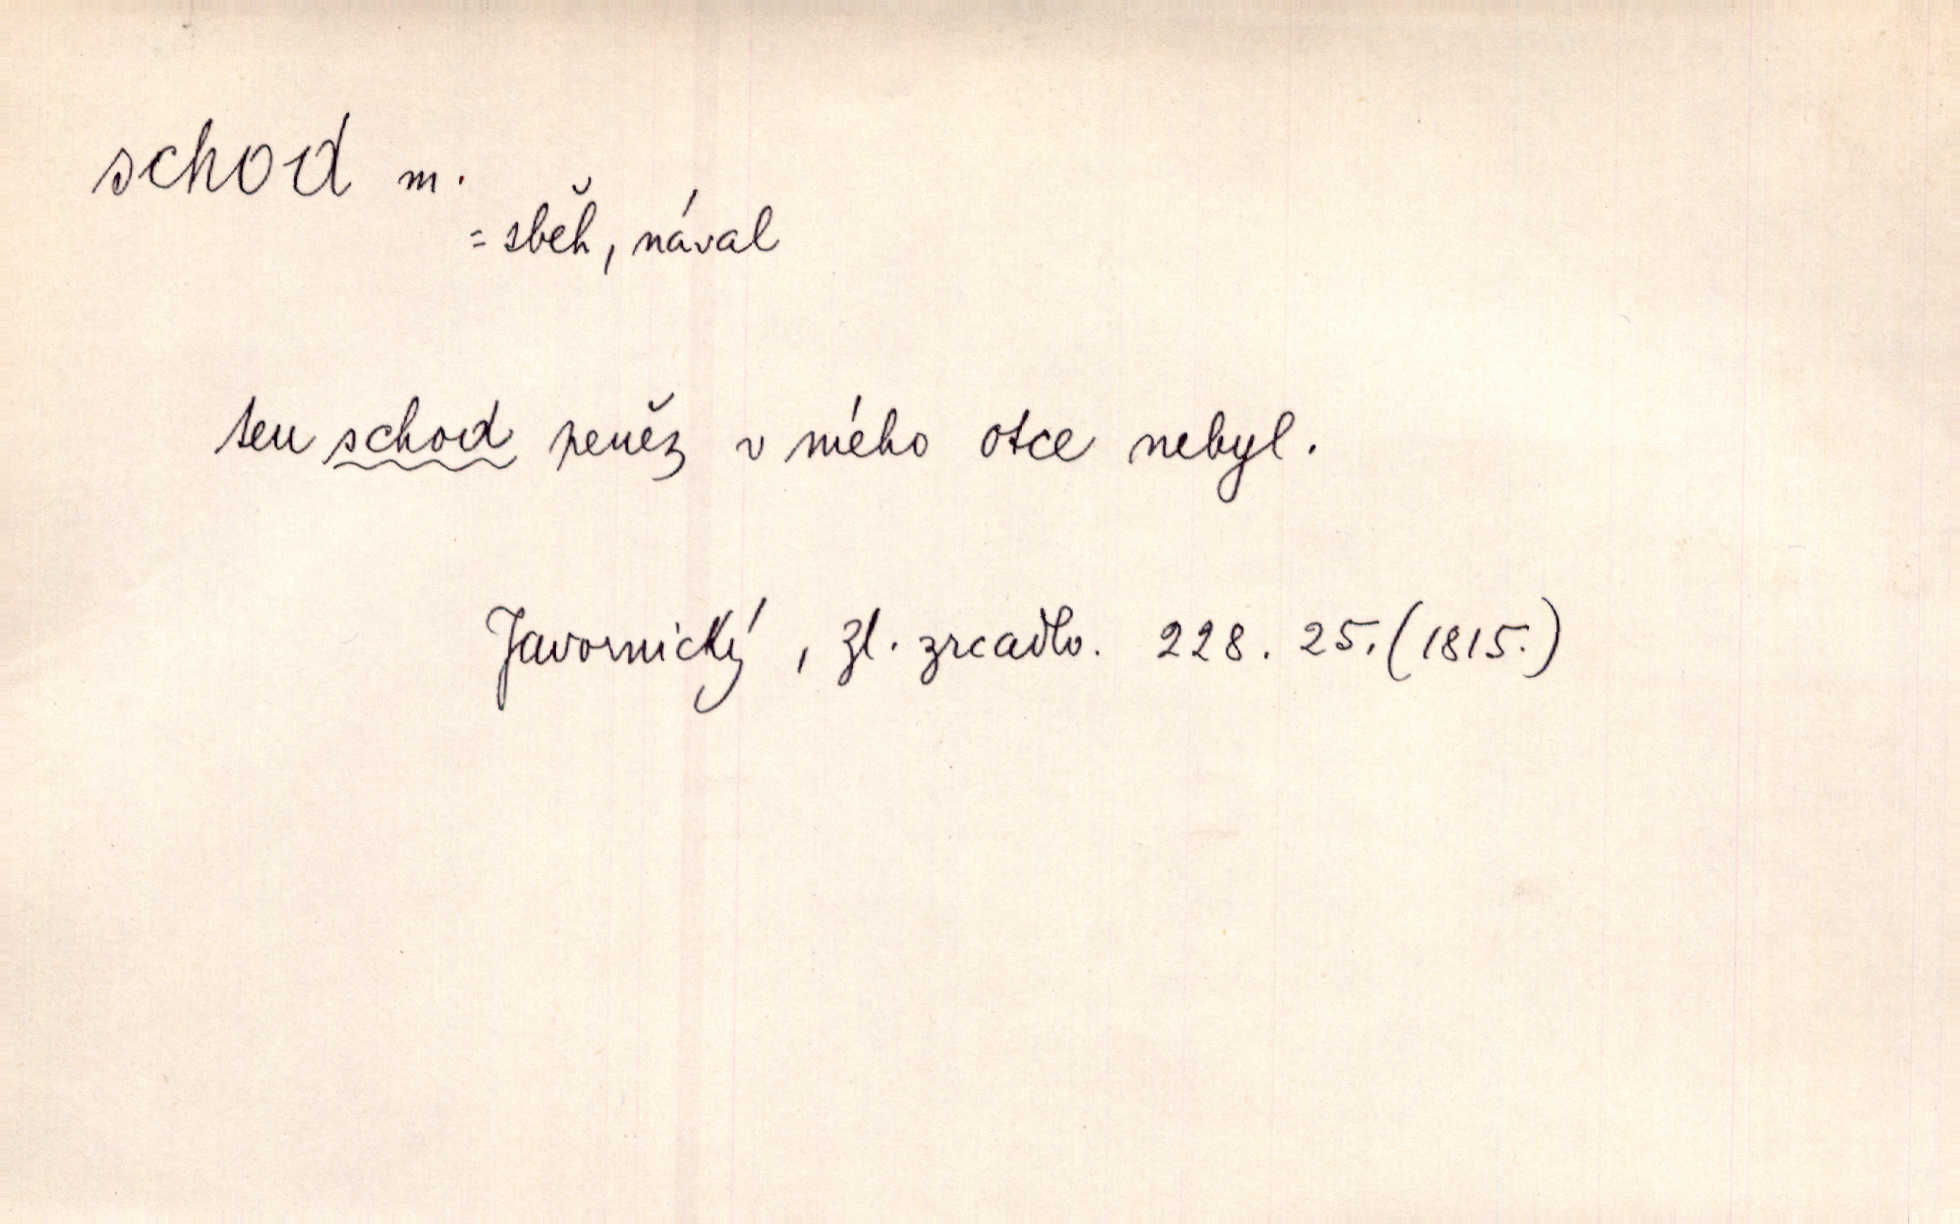 schod m.
= sběh, nával
ten schod peněz v mého otce nebyl.
Javornický, Zl. zrcadlo. 228. 25. (1815.)